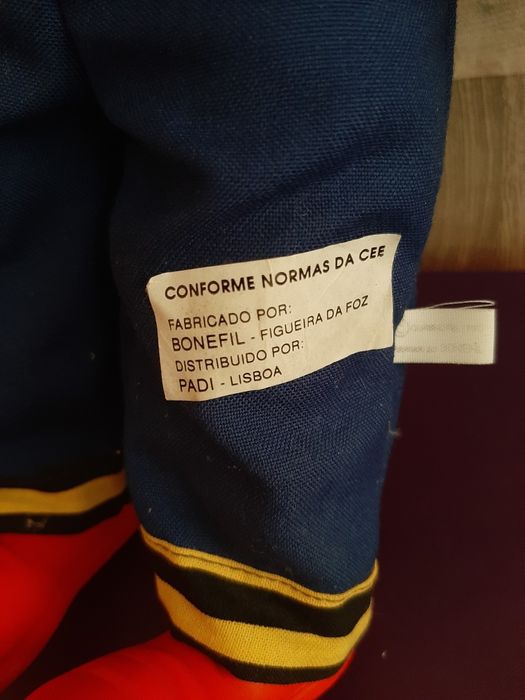 CONFORME NORMAS DA CEE
FABRICADO POR:
BONEFIL - FIGUEIRA DA FOZ
DISTRIBUIDO POR:
PADI - LISBOA